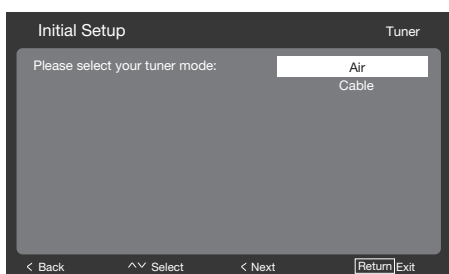 Initial Setup Tuner
Please select your tuner mode: Air
Cable
< Back ^v Select < Next Return Exit